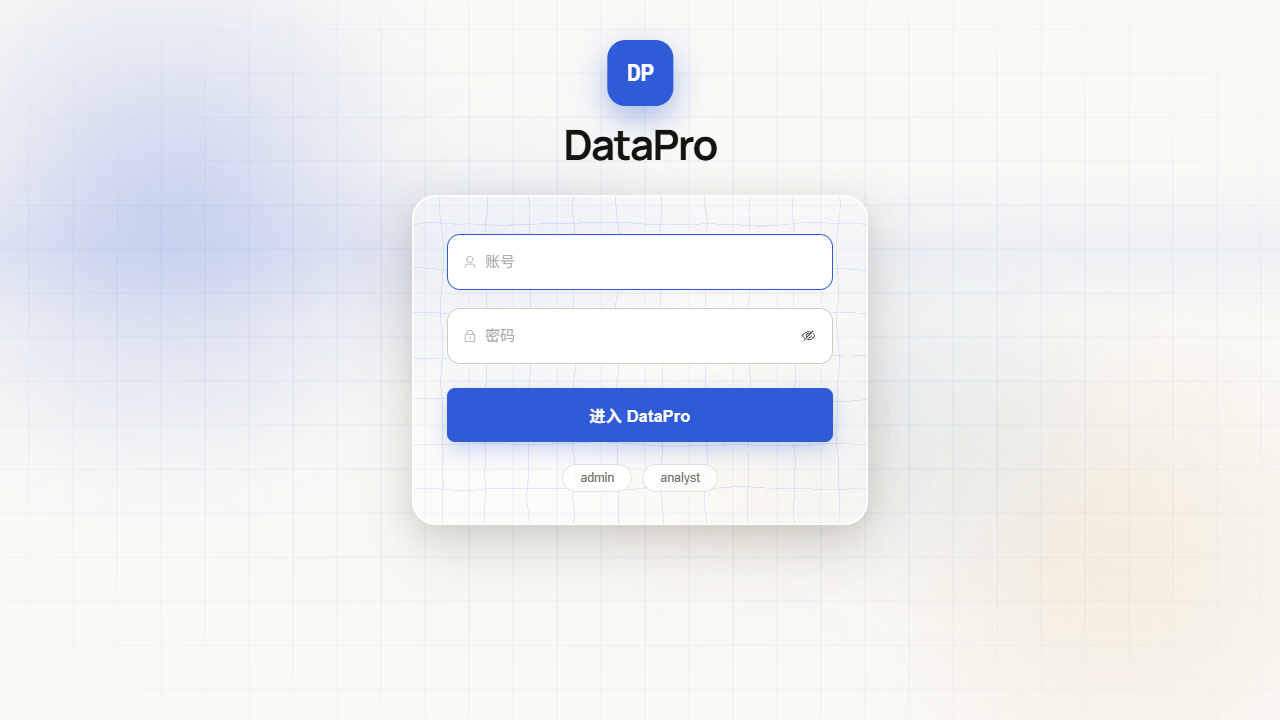 DP
DataPro
账号
密码
进入 DataPro
admin
analyst